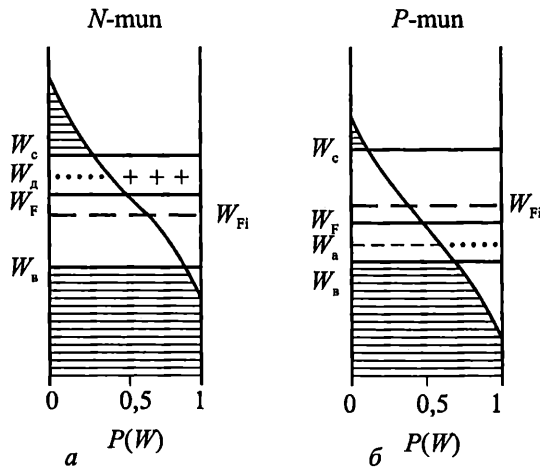 N-mun
P-mun
W_c
W_д
W_F
W_Fi
W_в
+ + +
0 0,5 1
P(W)
а
W_c
W_Fi
W_F
W_a
W_в
0 0,5 1
P(W)
б